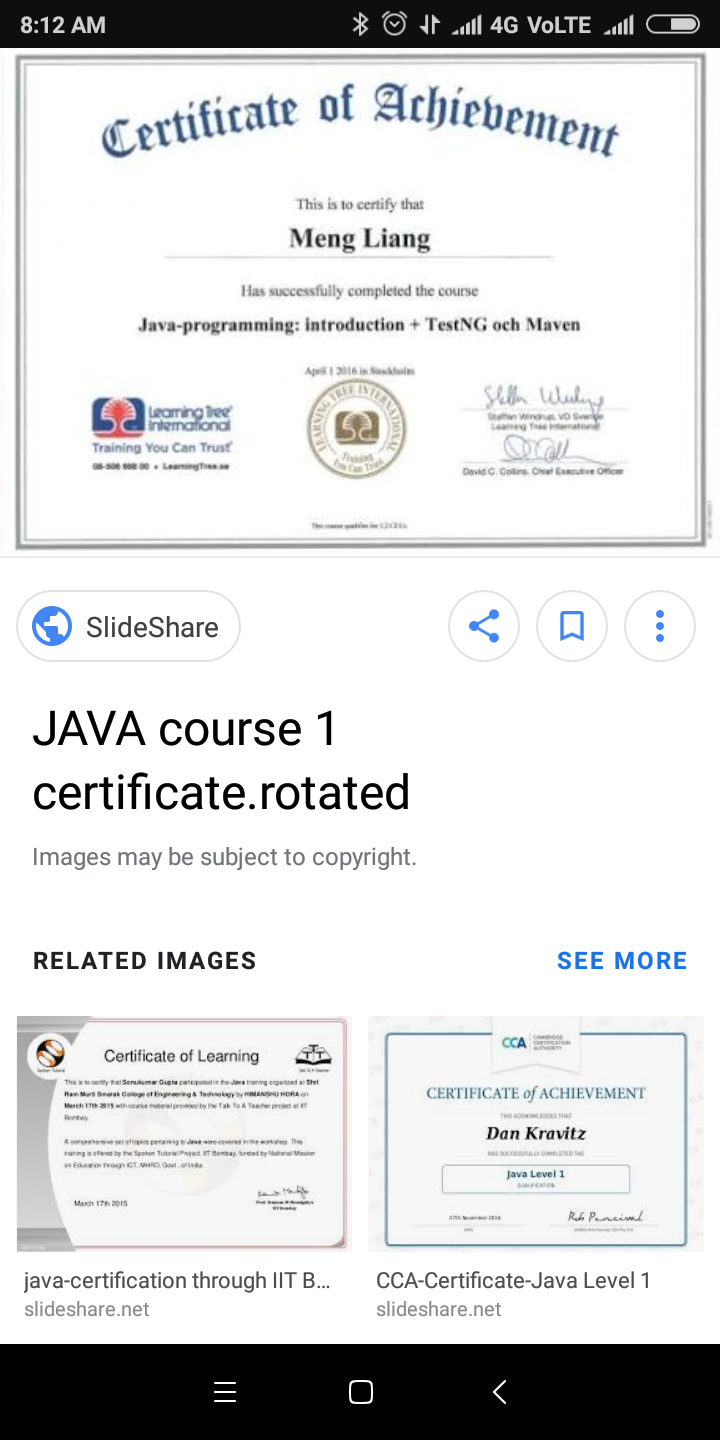 8:12 AM
4G VoLTE
Certificate of Achievement
This is to certify that
Meng Liang
Has successfully completed the course
Java-programming: introduction + TestNG och Maven
April 1 2016 in Stockholm
Learning Tree
International
Training You Can Trust
LEARNING TREE INTERNATIONAL
Training
You Can Trust
Staffan Windrup, VD Sverige
Learning Tree International
David C. Collins, Chief Executive Officer
SlideShare
JAVA course 1
certificate.rotated
Images may be subject to copyright.
RELATED IMAGES
SEE MORE
Certificate of Learning
Talk To A Teacher
This is to certify that Sonukumar Gupta participated in the Java training organized at Shri
Ram Murti Smarak College of Engineering & Technology by HIMANSHU HORA on
March 17th 2015 with course material provided by the Talk To A Teacher project at IIT
Bombay.
A comprehensive set of topics pertaining to Java were covered in the workshop. This
training is offered by the Spoken Tutorial Project, IIT Bombay, funded by National Mission
on Education through ICT, MHRD, Govt., of India.
March 17th 2015
IIT Bombay
CCA
CAMBRIDGE
CERTIFICATION
AUTHORITY
CERTIFICATE of ACHIEVEMENT
THIS ACKNOWLEDGES THAT
Dan Kravitz
HAS SUCCESSFULLY COMPLETED THE
Java Level 1
QUALIFICATION
27th November 2016
java-certification through IIT B...
slideshare.net
CCA-Certificate-Java Level 1
slideshare.net